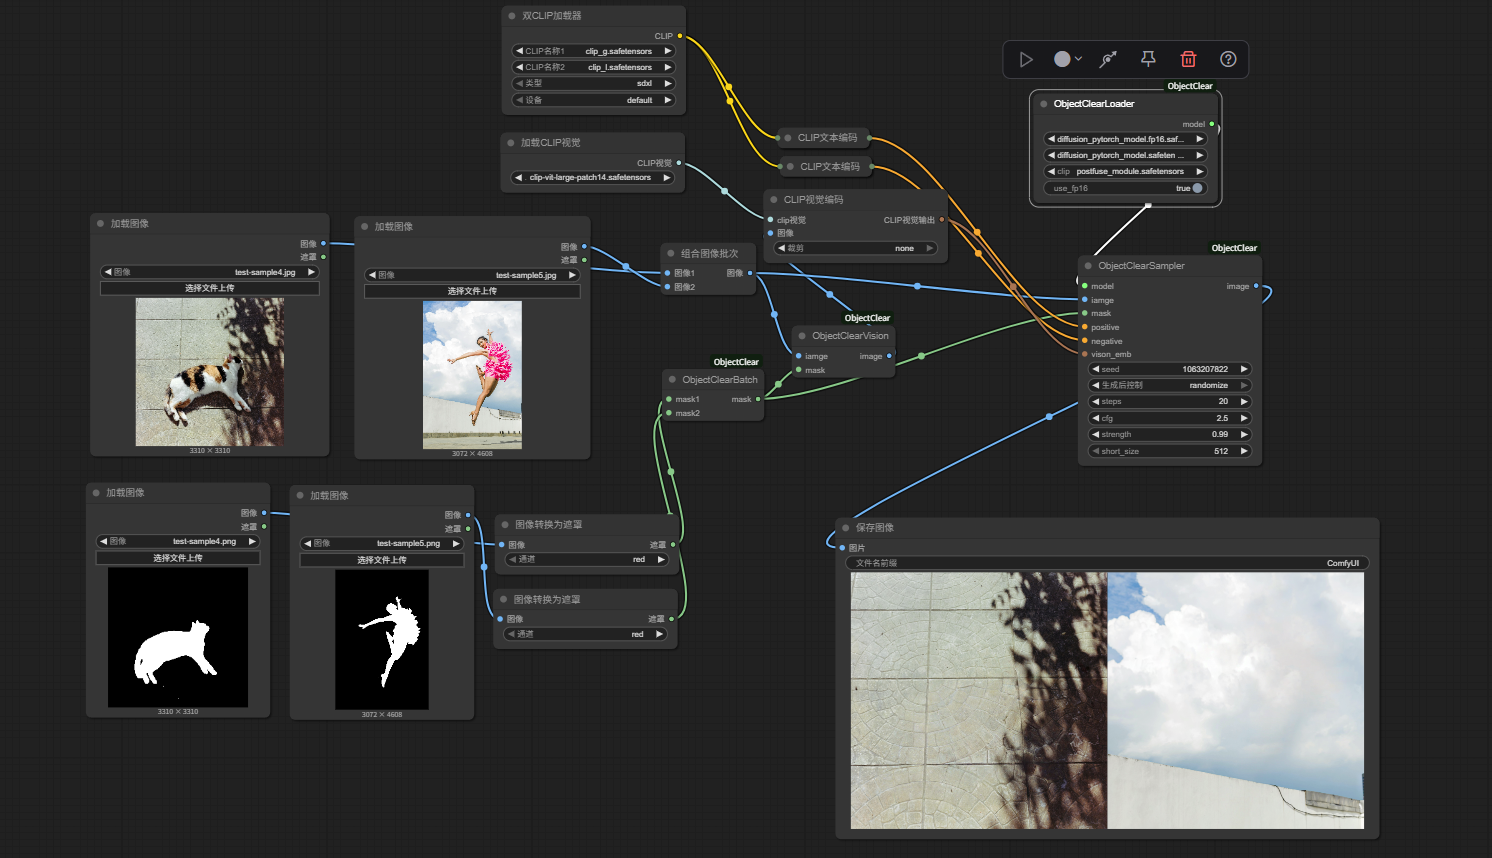 双CLIP加载器
CLIP
CLIP名称1 clip_g.safetensors
CLIP名称2 clip_l.safetensors
类型 sdxl
设备 default
加载CLIP视觉
CLIP视觉
clip-vit-large-patch14.safetensors
CLIP文本编码
CLIP文本编码
CLIP视觉编码
clip视觉 CLIP视觉输出
图像
裁剪 none
ObjectClear
ObjectClearLoader
model
diffusion_pytorch_model.fp16.saf...
diffusion_pytorch_model.safeten ...
clip postfuse_module.safetensors
use_fp16 true
加载图像
图像
遮罩
图像 test-sample4.jpg
选择文件上传
3310 × 3310
加载图像
图像
遮罩
图像 test-sample5.jpg
选择文件上传
3072 × 4608
组合图像批次
图像1 图像
图像2
ObjectClear
ObjectClearVision
iamge image
mask
ObjectClear
ObjectClearBatch
mask1 mask
mask2
ObjectClear
ObjectClearSampler
model image
iamge
mask
positive
negative
vison_emb
seed 1063207822
生成后控制 randomize
steps 20
cfg 2.5
strength 0.99
short_size 512
加载图像
图像
遮罩
图像 test-sample4.png
选择文件上传
3310 × 3310
加载图像
图像
遮罩
图像 test-sample5.png
选择文件上传
3072 × 4608
图像转换为遮罩
图像 遮罩
通道 red
图像转换为遮罩
图像 遮罩
通道 red
保存图像
图片
文件名前缀 ComfyUI